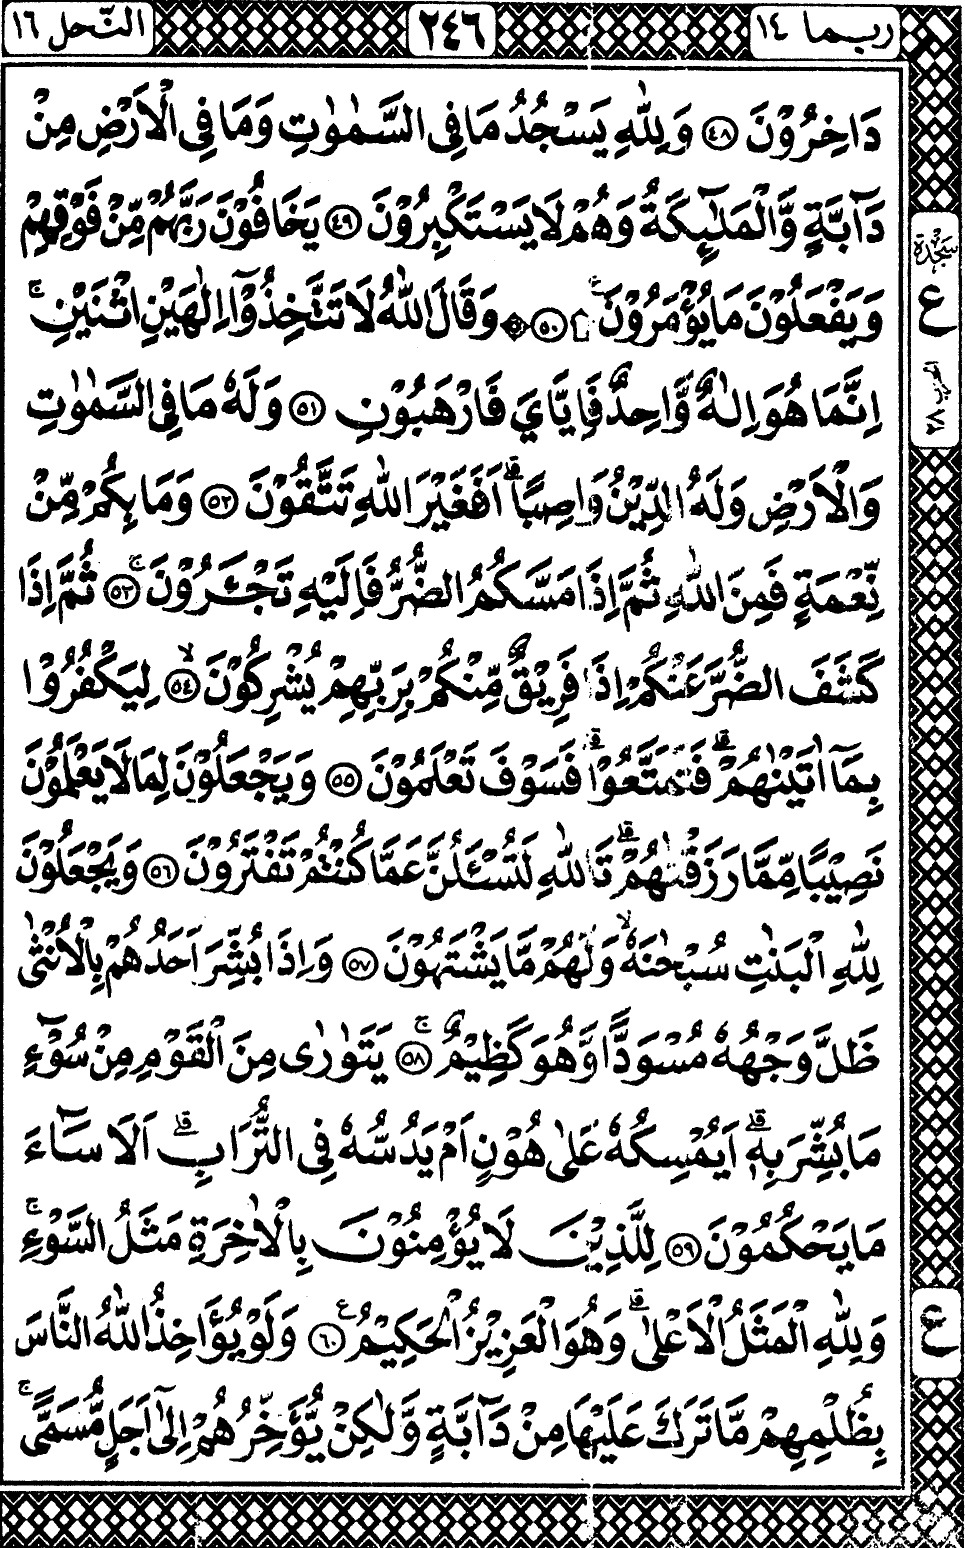 ربما ١٤ ٢٤٦ النّحل ١٦
دَاخِرُوْنَ ﴿٤٨﴾ وَلِلّٰهِ يَسْجُدُ مَا فِى السَّمٰوٰتِ وَمَا فِى الْاَرْضِ مِنْ
دَآبَّةٍ وَّالْمَلٰٓئِكَةُ وَهُمْ لَا يَسْتَكْبِرُوْنَ ﴿٤٩﴾ يَخَافُوْنَ رَبَّهُمْ مِّنْ فَوْقِهِمْ
وَيَفْعَلُوْنَ مَا يُؤْمَرُوْنَ ۩ ﴿٥٠﴾ وَقَالَ اللّٰهُ لَا تَتَّخِذُوْٓا اِلٰهَيْنِ اثْنَيْنِ ۚ
اِنَّمَا هُوَ اِلٰهٌ وَّاحِدٌ فَاِيَّايَ فَارْهَبُوْنِ ﴿٥١﴾ وَلَهٗ مَا فِى السَّمٰوٰتِ
وَالْاَرْضِ وَلَهُ الدِّيْنُ وَاصِبًا ؕ اَفَغَيْرَ اللّٰهِ تَتَّقُوْنَ ﴿٥٢﴾ وَمَا بِكُمْ مِّنْ
نِّعْمَةٍ فَمِنَ اللّٰهِ ثُمَّ اِذَا مَسَّكُمُ الضُّرُّ فَاِلَيْهِ تَجْـَٔرُوْنَ ۚ ﴿٥٣﴾ ثُمَّ اِذَا
كَشَفَ الضُّرَّ عَنْكُمْ اِذَا فَرِيْقٌ مِّنْكُمْ بِرَبِّهِمْ يُشْرِكُوْنَ ۙ ﴿٥٤﴾ لِيَكْفُرُوْا
بِمَآ اٰتَيْنٰهُمْ ؕ فَتَمَتَّعُوْا فَسَوْفَ تَعْلَمُوْنَ ﴿٥٥﴾ وَيَجْعَلُوْنَ لِمَا لَا يَعْلَمُوْنَ
نَصِيْبًا مِّمَّا رَزَقْنٰهُمْ ؕ تَاللّٰهِ لَتُسْـَٔلُنَّ عَمَّا كُنْتُمْ تَفْتَرُوْنَ ﴿٥٦﴾ وَيَجْعَلُوْنَ
لِلّٰهِ الْبَنٰتِ سُبْحٰنَهٗ ۙ وَلَهُمْ مَّا يَشْتَهُوْنَ ﴿٥٧﴾ وَاِذَا بُشِّرَ اَحَدُهُمْ بِالْاُنْثٰى
ظَلَّ وَجْهُهٗ مُسْوَدًّا وَّهُوَ كَظِيْمٌ ۚ ﴿٥٨﴾ يَتَوٰرٰى مِنَ الْقَوْمِ مِنْ سُوْٓءِ
مَا بُشِّرَ بِهٖ ؕ اَيُمْسِكُهٗ عَلٰى هُوْنٍ اَمْ يَدُسُّهٗ فِى التُّرَابِ ؕ اَلَا سَآءَ
مَا يَحْكُمُوْنَ ﴿٥٩﴾ لِلَّذِيْنَ لَا يُؤْمِنُوْنَ بِالْاٰخِرَةِ مَثَلُ السَّوْءِ ۚ
وَلِلّٰهِ الْمَثَلُ الْاَعْلٰى ؕ وَهُوَ الْعَزِيْزُ الْحَكِيْمُ ﴿٦٠﴾ وَلَوْ يُؤَاخِذُ اللّٰهُ النَّاسَ
بِظُلْمِهِمْ مَّا تَرَكَ عَلَيْهَا مِنْ دَآبَّةٍ وَّلٰكِنْ يُّؤَخِّرُهُمْ اِلٰٓى اَجَلٍ مُّسَمًّى ۚ
سَجْدَة
ع
ع